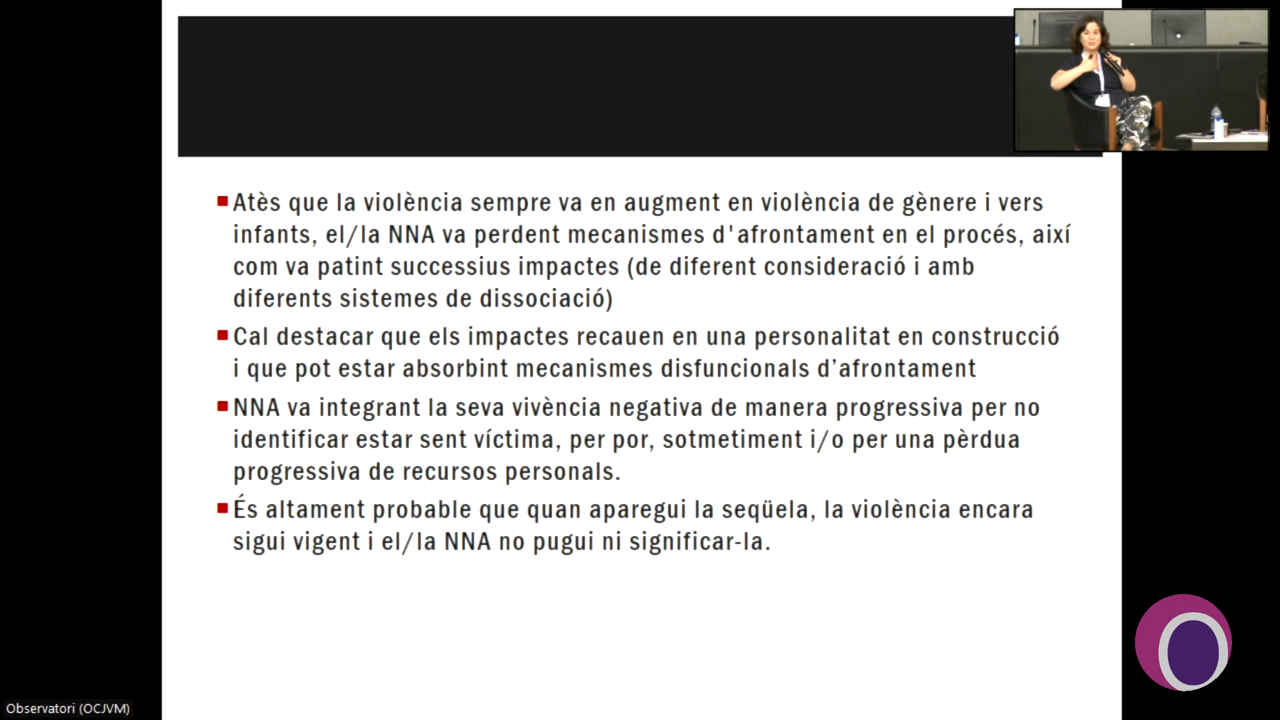 Atès que la violència sempre va en augment en violència de gènere i vers
infants, el/la NNA va perdent mecanismes d'afrontament en el procés, així
com va patint successius impactes (de diferent consideració i amb
diferents sistemes de dissociació)
Cal destacar que els impactes recauen en una personalitat en construcció
i que pot estar absorbint mecanismes disfuncionals d’afrontament
NNA va integrant la seva vivència negativa de manera progressiva per no
identificar estar sent víctima, per por, sotmetiment i/o per una pèrdua
progressiva de recursos personals.
És altament probable que quan aparegui la seqüela, la violència encara
sigui vigent i el/la NNA no pugui ni significar-la.
Observatori (OCJVM)